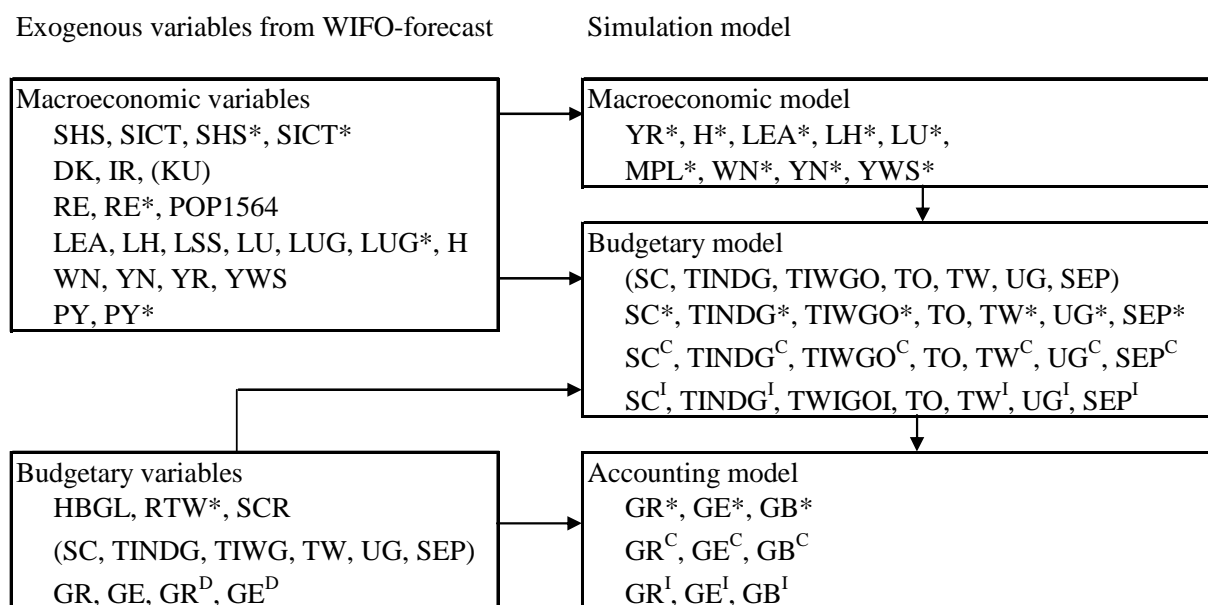 Exogenous variables from WIFO-forecast
Simulation model
Macroeconomic variables
SHS, SICT, SHS*, SICT*
DK, IR, (KU)
RE, RE*, POP1564
LEA, LH, LSS, LU, LUG, LUG*, H
WN, YN, YR, YWS
PY, PY*
Macroeconomic model
YR*, H*, LEA*, LH*, LU*,
MPL*, WN*, YN*, YWS*
Budgetary model
(SC, TINDG, TIWGO, TO, TW, UG, SEP)
SC*, TINDG*, TIWGO*, TO, TW*, UG*, SEP*
SC^C, TINDG^C, TIWGO^C, TO, TW^C, UG^C, SEP^C
SC^I, TINDG^I, TWIGOI, TO, TW^I, UG^I, SEP^I
Budgetary variables
HBGL, RTW*, SCR
(SC, TINDG, TIWG, TW, UG, SEP)
GR, GE, GR^D, GE^D
Accounting model
GR*, GE*, GB*
GR^C, GE^C, GB^C
GR^I, GE^I, GB^I